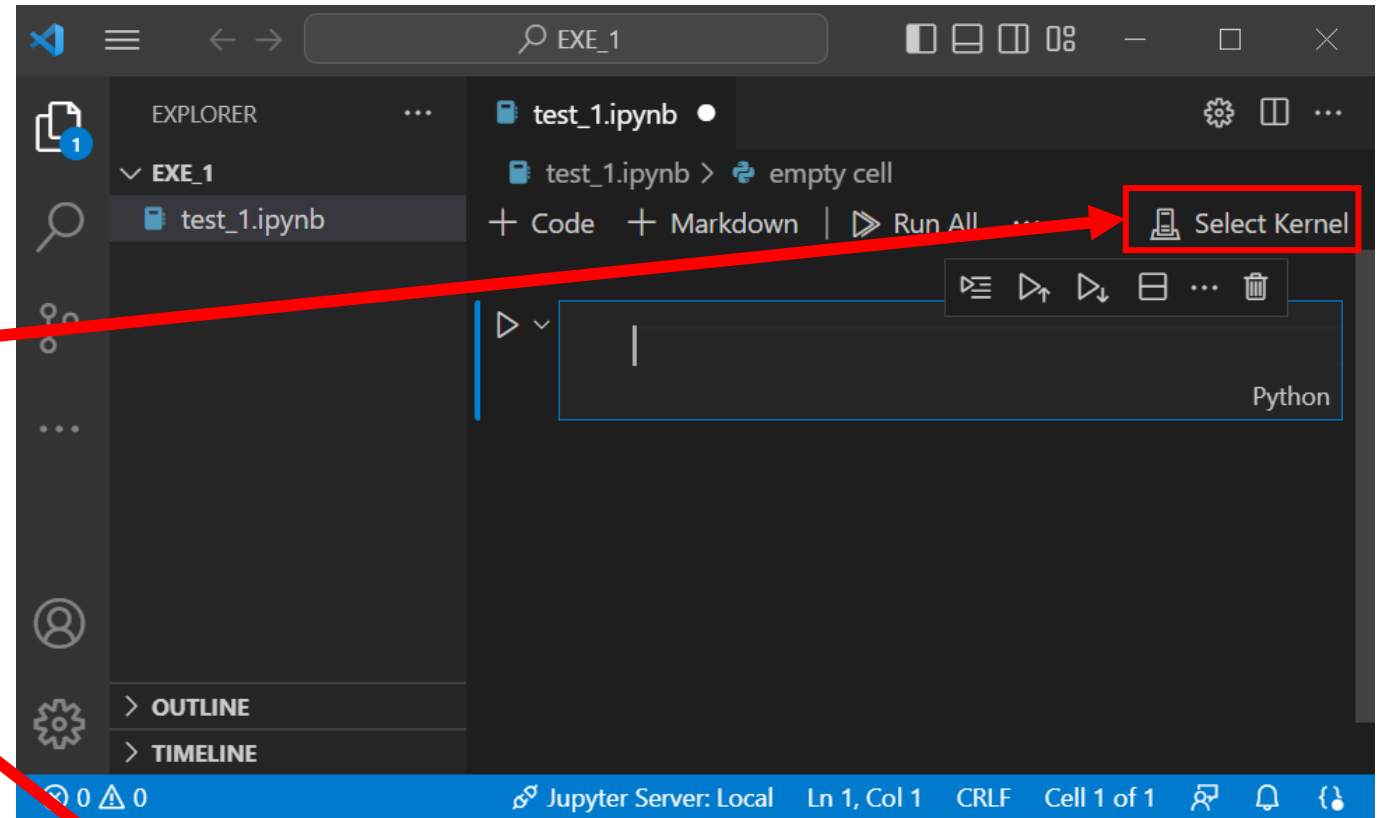 EXE_1
EXPLORER
test_1.ipynb
1
EXE_1
test_1.ipynb > empty cell
test_1.ipynb
+ Code + Markdown | Run All ... Select Kernel
Python
OUTLINE
TIMELINE
0 0 Jupyter Server: Local Ln 1, Col 1 CRLF Cell 1 of 1